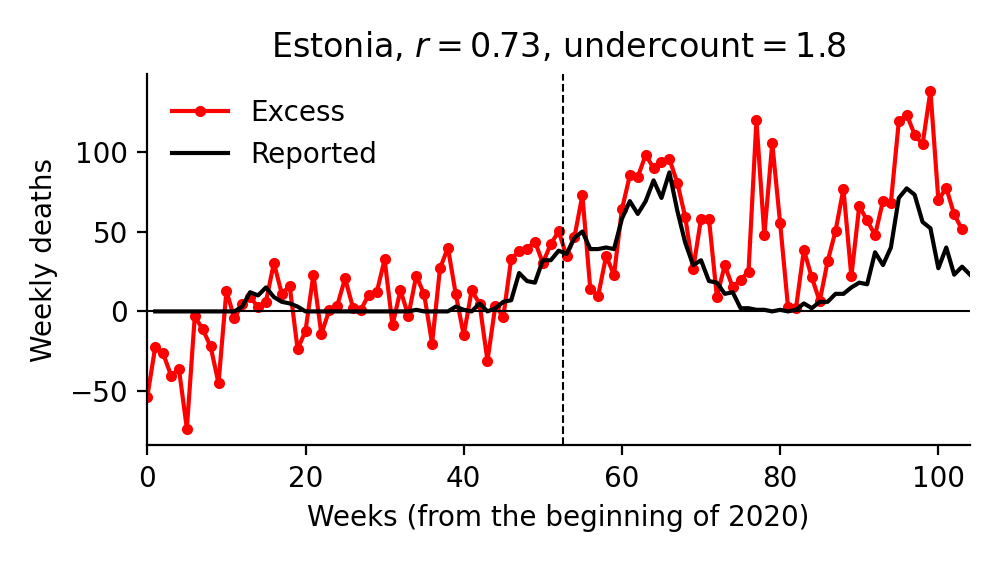 Estonia, r = 0.73, undercount = 1.8
Excess
Reported
Weekly deaths
100
50
0
−50
0 20 40 60 80 100
Weeks (from the beginning of 2020)